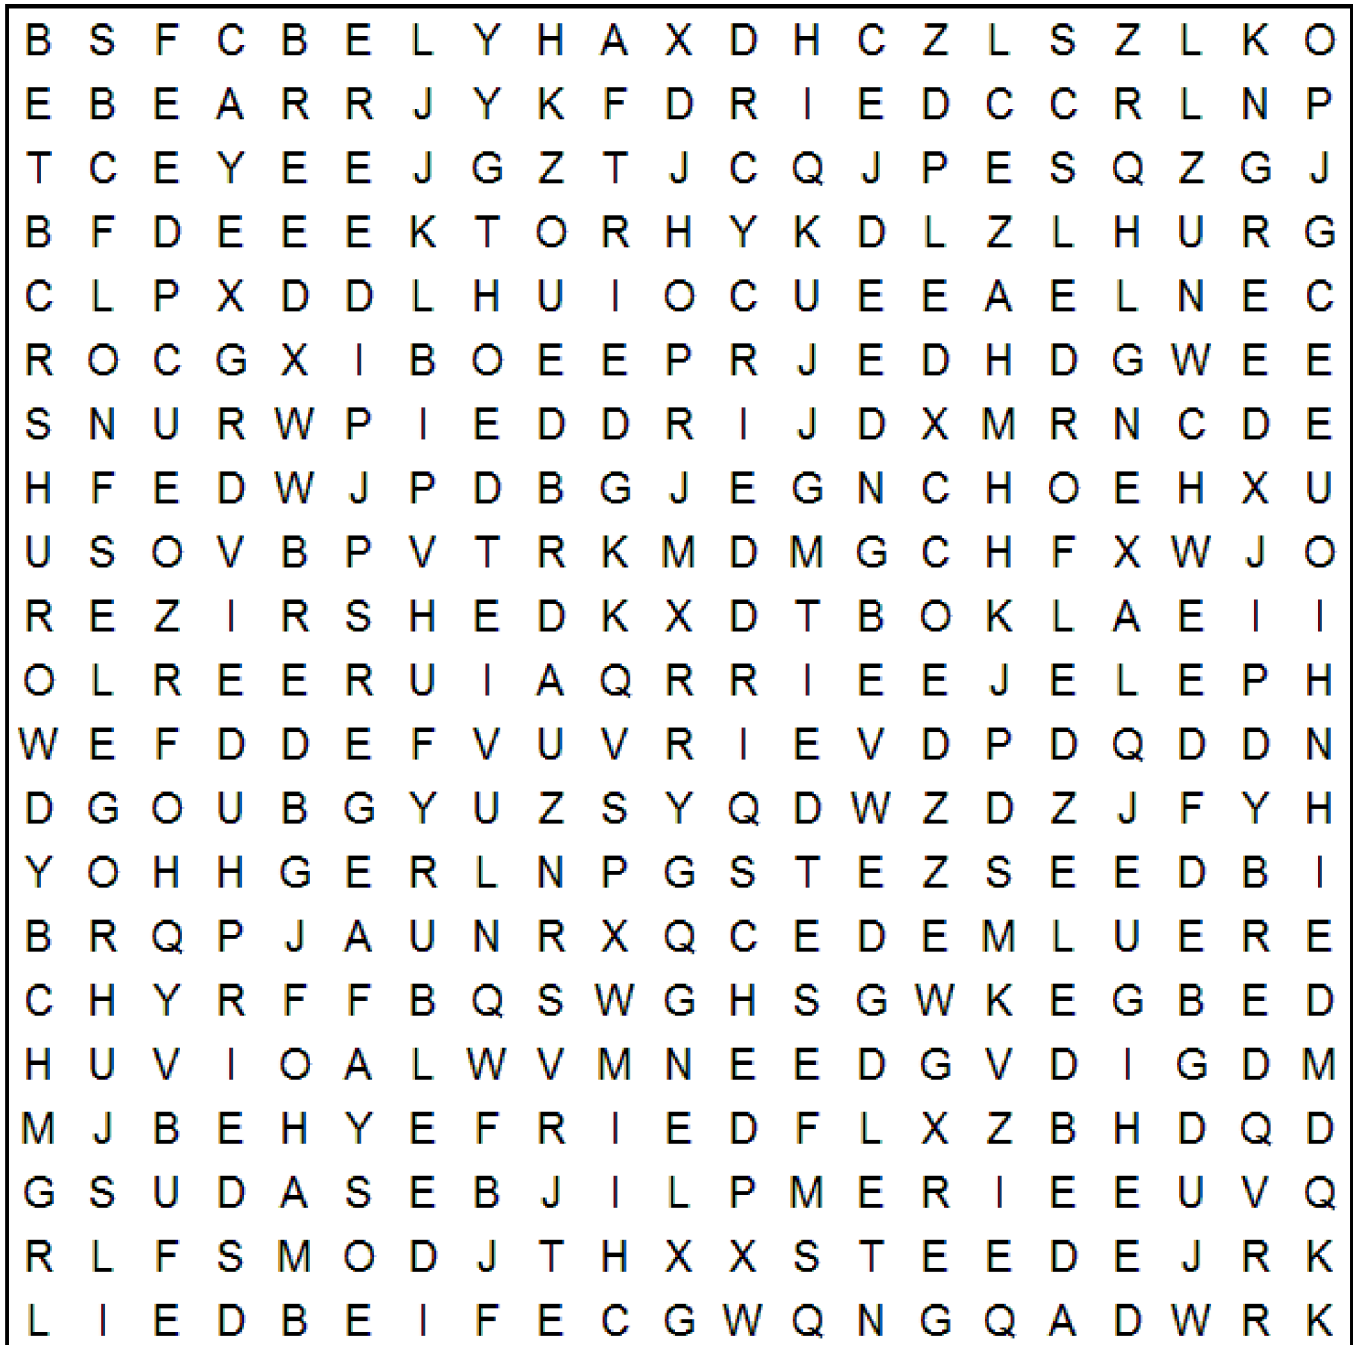 B S F C B E L Y H A X D H C Z L S Z L K O
E B E A R R J Y K F D R I E D C C R L N P
T C E Y E E J G Z T J C Q J P E S Q Z G J
B F D E E E K T O R H Y K D L Z L H U R G
C L P X D D L H U I O C U E E A E L N E C
R O C G X I B O E E P R J E D H D G W E E
S N U R W P I E D D R I J D X M R N C D E
H F E D W J P D B G J E G N C H O E H X U
U S O V B P V T R K M D M G C H F X W J O
R E Z I R S H E D K X D T B O K L A E I I
O L R E E R U I A Q R R I E E J E L E P H
W E F D D E F V U V R I E V D P D Q D D N
D G O U B G Y U Z S Y Q D W Z D Z J F Y H
Y O H H G E R L N P G S T E Z S E E D B I
B R Q P J A U N R X Q C E D E M L U E R E
C H Y R F F B Q S W G H S G W K E G B E D
H U V I O A L W V M N E E D G V D I G D M
M J B E H Y E F R I E D F L X Z B H D Q D
G S U D A S E B J I L P M E R I E E U V Q
R L F S M O D J T H X X S T E E D E J R K
L I E D B E I F E C G W Q N G Q A D W R K